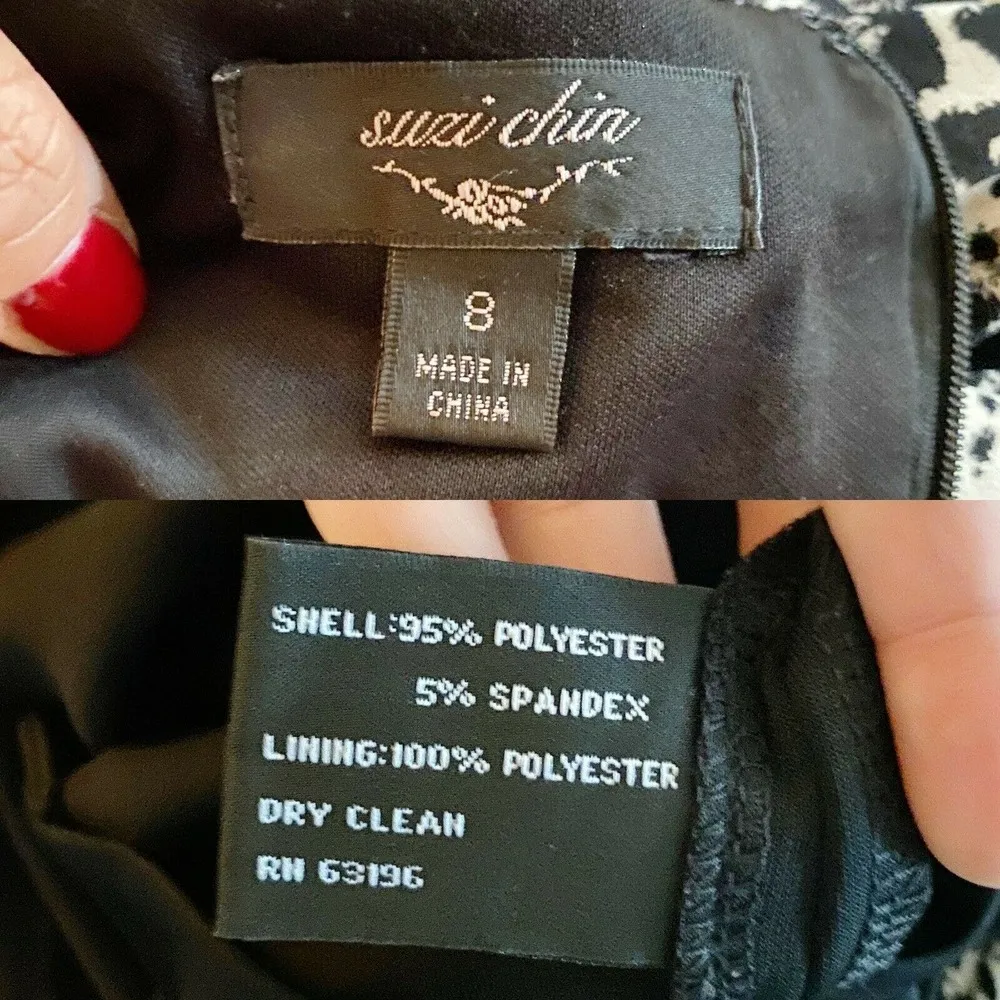 suzi chin
8
MADE IN
CHINA
SHELL:95% POLYESTER
5% SPANDEX
LINING:100% POLYESTER
DRY CLEAN
RN 63196